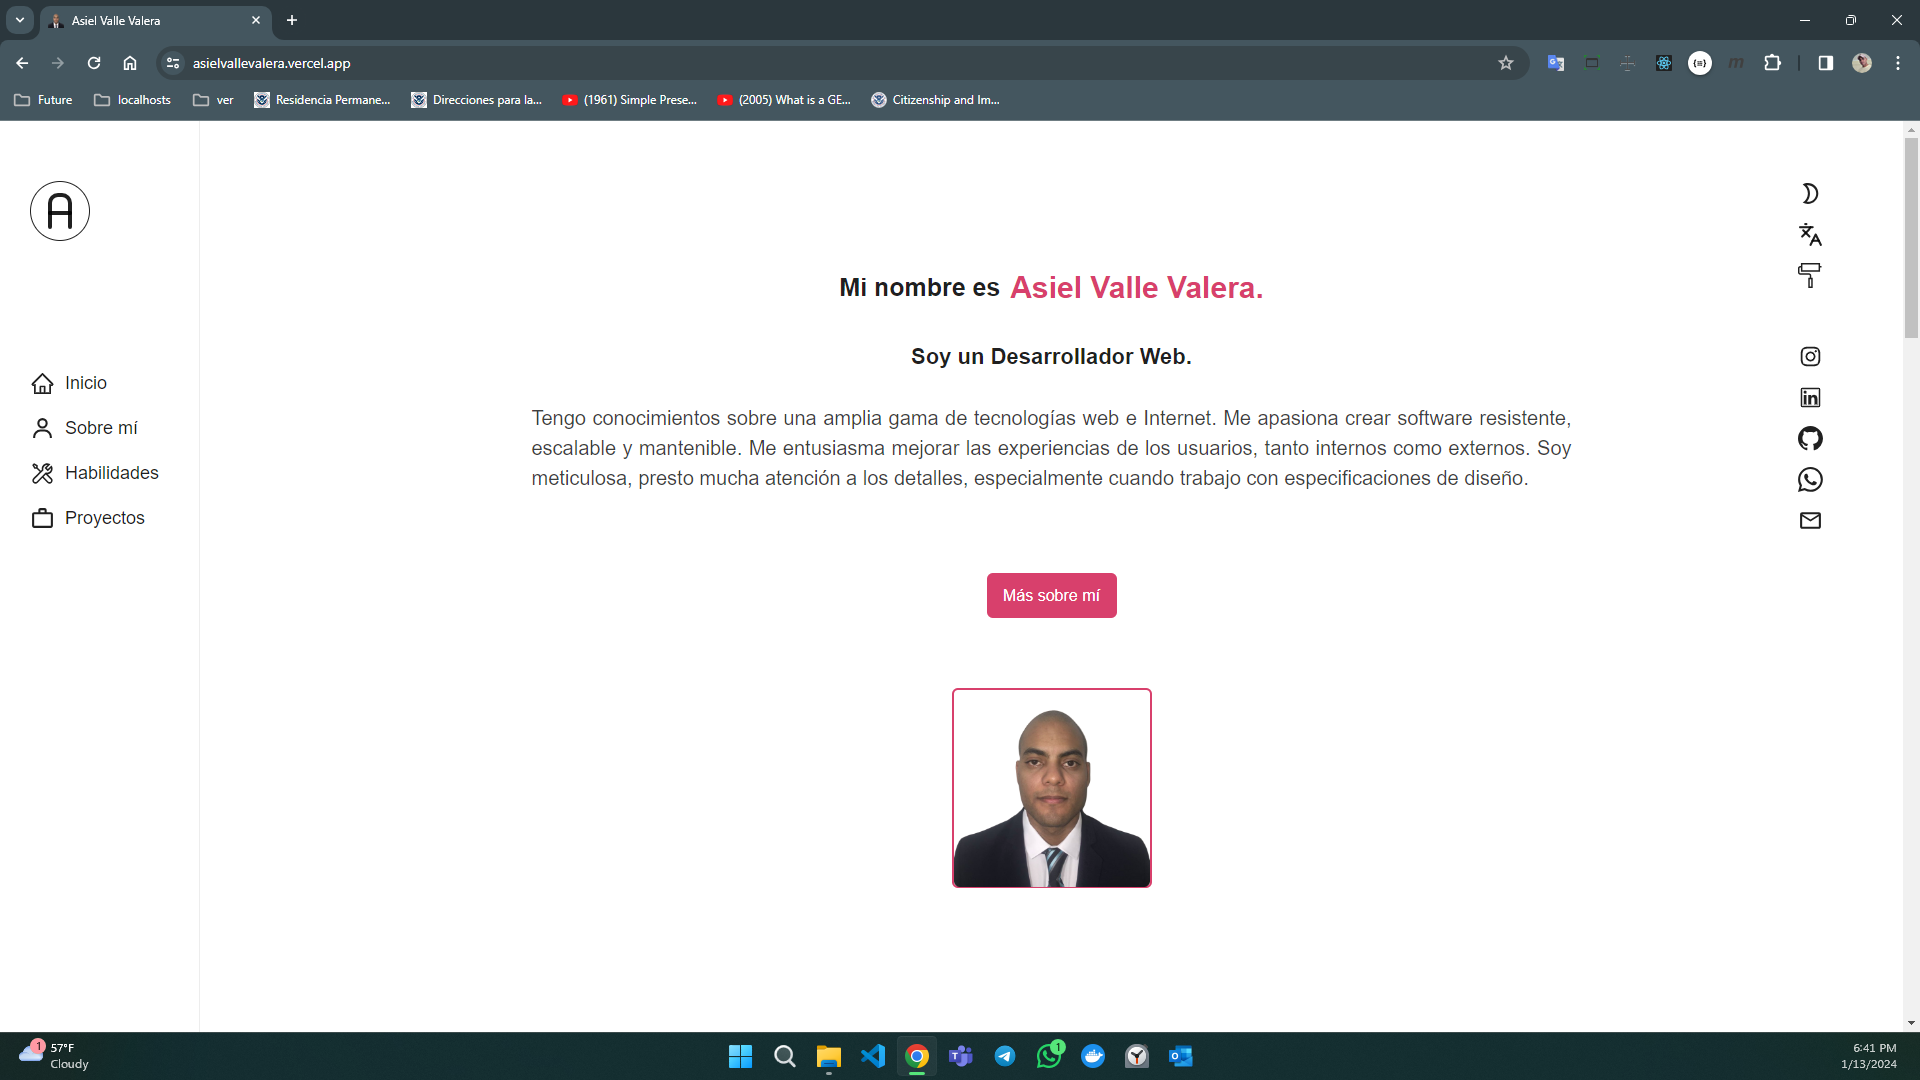 Asiel Valle Valera
asielvallevalera.vercel.app
Future
localhosts
ver
Residencia Permane...
Direcciones para la...
(1961) Simple Prese...
(2005) What is a GE...
Citizenship and Im...
A
Inicio
Sobre mí
Habilidades
Proyectos
Mi nombre es Asiel Valle Valera.
Soy un Desarrollador Web.
Tengo conocimientos sobre una amplia gama de tecnologías web e Internet. Me apasiona crear software resistente,
escalable y mantenible. Me entusiasma mejorar las experiencias de los usuarios, tanto internos como externos. Soy
meticulosa, presto mucha atención a los detalles, especialmente cuando trabajo con especificaciones de diseño.
Más sobre mí
1
57°F
Cloudy
1
6:41 PM
1/13/2024